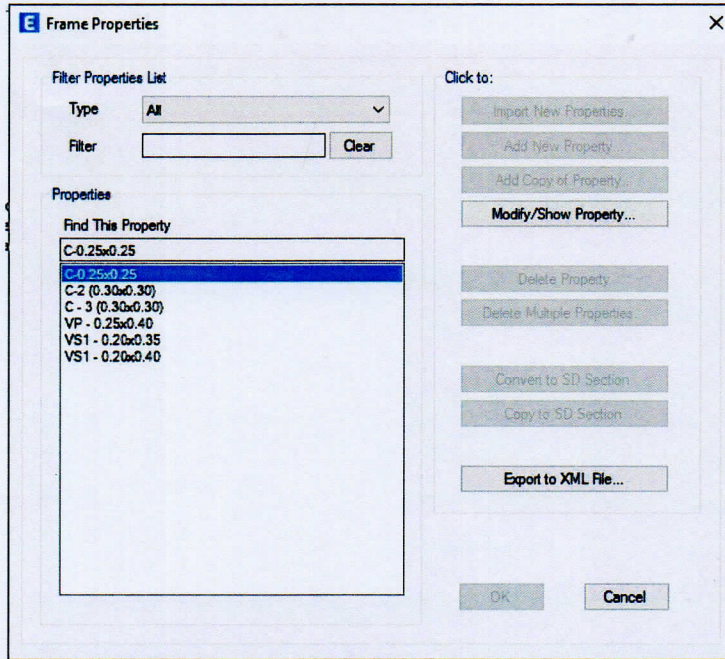 E Frame Properties
Filter Properties List
Type All
Filter Clear
Properties
Find This Property
C-0.25x0.25
C-0.25x0.25
C-2 (0.30x0.30)
C - 3 (0.30x0.30)
VP - 0.25x0.40
VS1 - 0.20x0.35
VS1 - 0.20x0.40
Click to:
Import New Properties...
Add New Property...
Add Copy of Property...
Modify/Show Property...
Delete Property
Delete Multiple Properties...
Convert to SD Section
Copy to SD Section
Export to XML File...
OK Cancel